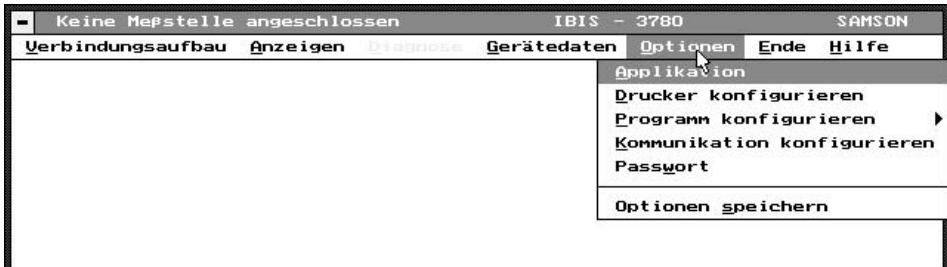 Keine Meßstelle angeschlossen IBIS - 3780 SAMSON
Verbindungsaufbau Anzeigen Diagnose Gerätedaten Optionen Ende Hilfe
Applikation
Drucker konfigurieren
Programm konfigurieren
Kommunikation konfigurieren
Passwort
Optionen speichern